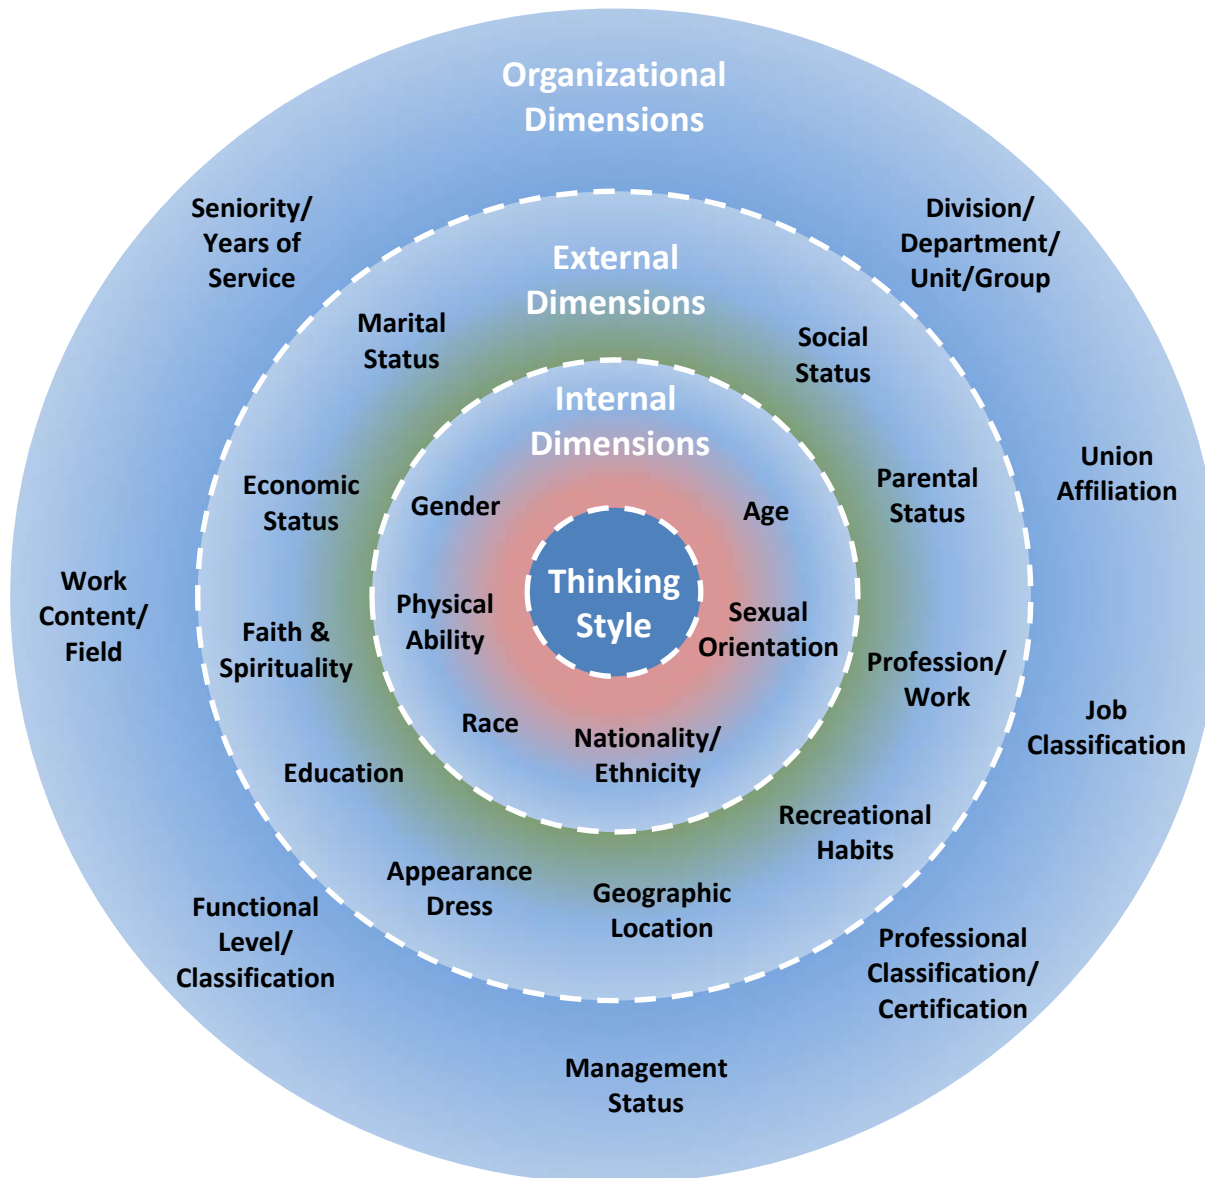 Organizational
Dimensions
Seniority/
Years of
Service
Division/
Department/
Unit/Group
External
Dimensions
Marital
Status
Social
Status
Internal
Dimensions
Economic
Status
Gender
Age
Parental
Status
Union
Affiliation
Work
Content/
Field
Faith &
Spirituality
Physical
Ability
Thinking
Style
Sexual
Orientation
Profession/
Work
Job
Classification
Race
Nationality/
Ethnicity
Education
Recreational
Habits
Appearance
Dress
Geographic
Location
Functional
Level/
Classification
Professional
Classification/
Certification
Management
Status